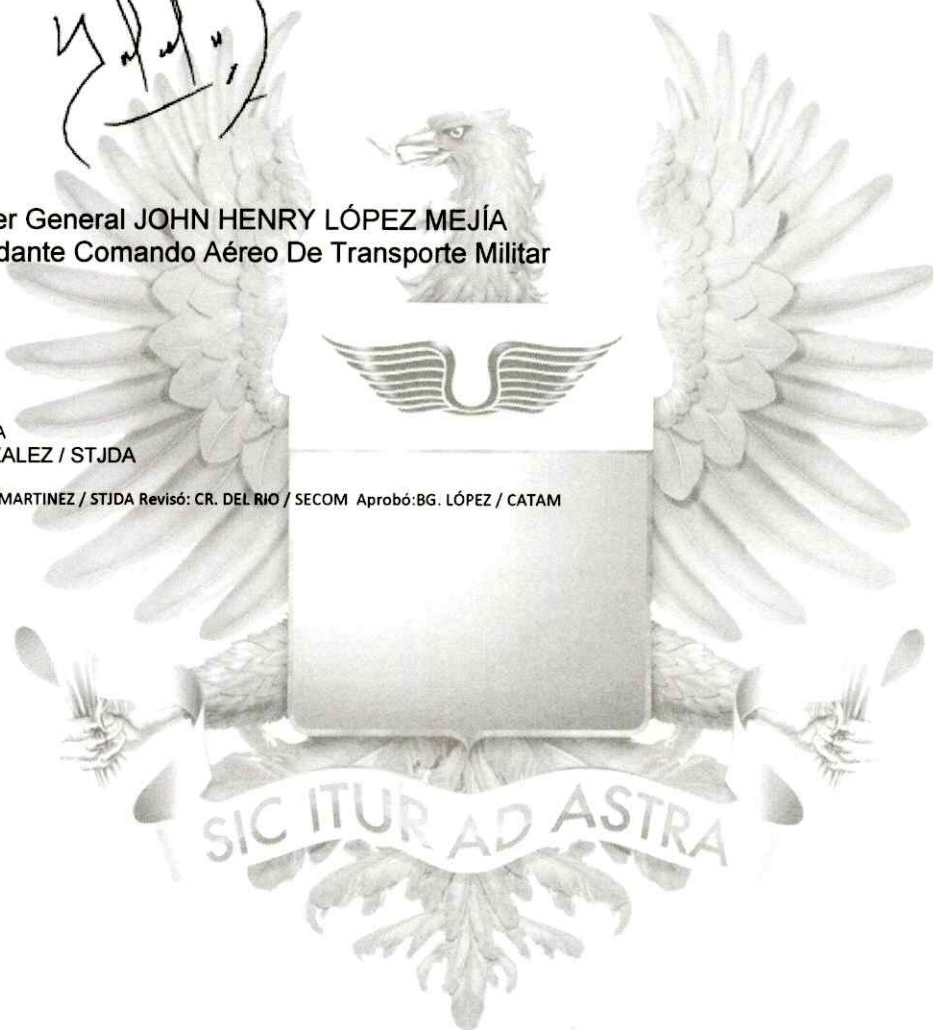 er General JOHN HENRY LÓPEZ MEJÍA
dante Comando Aéreo De Transporte Militar
A
ALEZ / STJDA
MARTINEZ / STJDA Revisó: CR. DEL RIO / SECOM Aprobó:BG. LÓPEZ / CATAM
SIC ITUR AD ASTRA